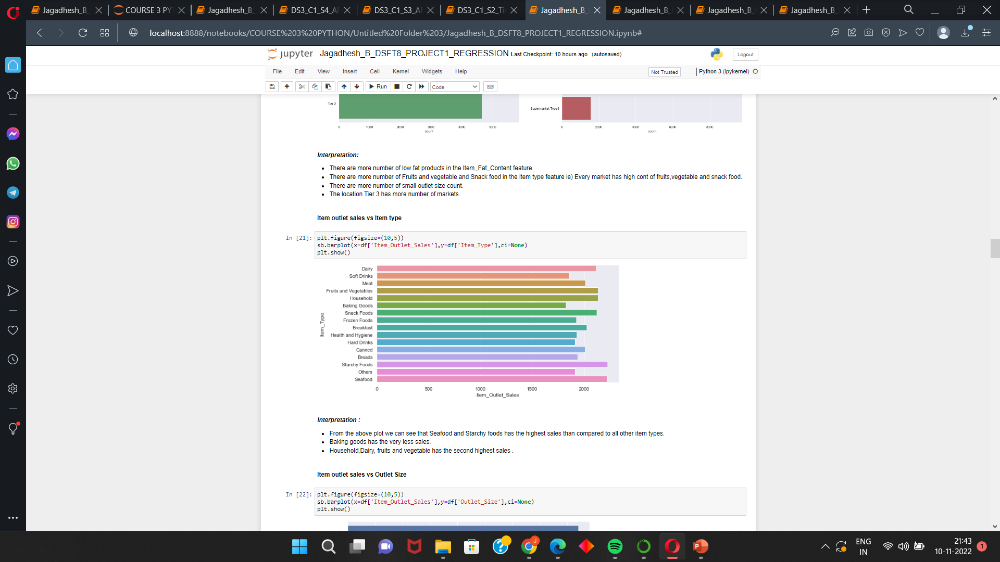 Jagadhesh_B_
COURSE 3 PY
Jagadhesh_B_
DS3_C1_S4_A
DS3_C1_S3_A
DS3_C1_S2_Ti
Jagadhesh_B_
Jagadhesh_B_
Jagadhesh_B_
Jagadhesh_B_
localhost:8888/notebooks/COURSE%203%20PYTHON/Untitled%20Folder%203/Jagadhesh_B_DSFT8_PROJECT1_REGRESSION.ipynb#
jupyter Jagadhesh_B_DSFT8_PROJECT1_REGRESSION Last Checkpoint: 10 hours ago (autosaved)
Logout
File Edit View Insert Cell Kernel Widgets Help
Not Trusted
Python 3 (ipykernel)
Run
Code
Tier 2
0 1000 2000 3000 4000 5000
count
Supermarket Type3
0 2000 4000 6000 8000
count
Interpretation:
• There are more number of low fat products in the Item_Fat_Content feature.
• There are more number of Fruits and vegetable and Snack food in the item type feature ie) Every market has high cont of fruits,vegetable and snack food.
• There are more number of small outlet size count.
• The location Tier 3 has more number of markets.
Item outlet sales vs Item type
In [21]:
plt.figure(figsize=(10,5))
sb.barplot(x=df['Item_Outlet_Sales'],y=df['Item_Type'],ci=None)
plt.show()
Item_Type
Dairy
Soft Drinks
Meat
Fruits and Vegetables
Household
Baking Goods
Snack Foods
Frozen Foods
Breakfast
Health and Hygiene
Hard Drinks
Canned
Breads
Starchy Foods
Others
Seafood
0 500 1000 1500 2000
Item_Outlet_Sales
Interpretation :
• From the above plot we can see that Seafood and Starchy foods has the highest sales than compared to all other item types.
• Baking goods has the very less sales.
• Household,Dairy, fruits and vegetable has the second highest sales .
Item outlet sales vs Outlet Size
In [22]:
plt.figure(figsize=(10,5))
sb.barplot(x=df['Item_Outlet_Sales'],y=df['Outlet_Size'],ci=None)
plt.show()
J
P
ENG
IN
21:43
10-11-2022
1